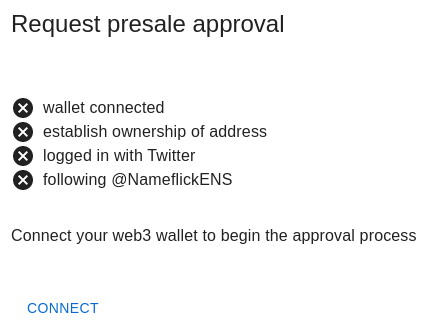 Request presale approval
wallet connected
establish ownership of address
logged in with Twitter
following @NameflickENS
Connect your web3 wallet to begin the approval process
CONNECT